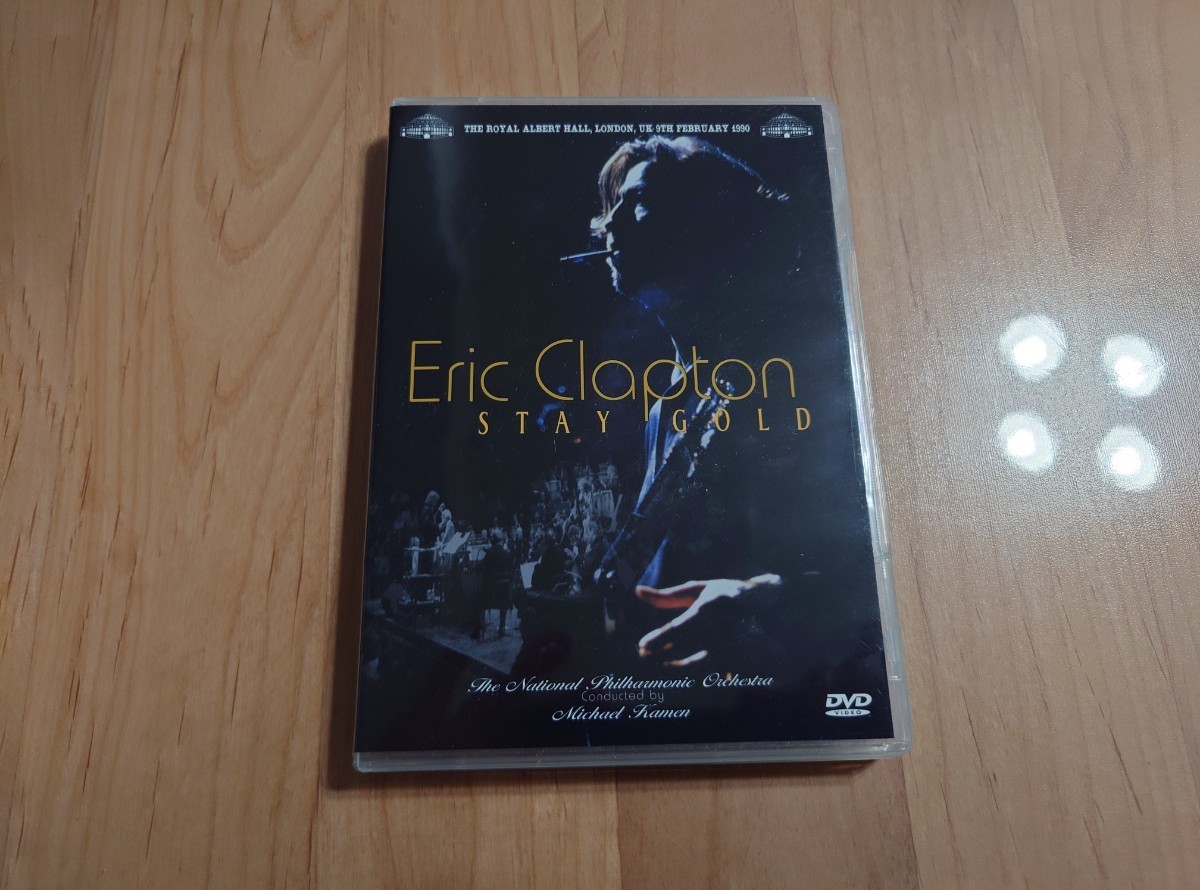 THE ROYAL ALBERT HALL, LONDON, UK 9TH FEBRUARY 1990
Eric Clapton
STAY GOLD
The National Philharmonic Orchestra
Conducted by
Michael Kamen
DVD
VIDEO